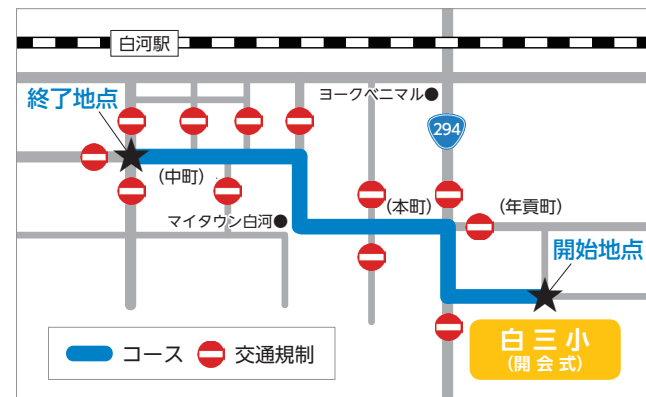 白河駅
終了地点
ヨークベニマル
294
(中町)
(本町)
(年貢町)
マイタウン白河
開始地点
コース
交通規制
白三小
(開会式)